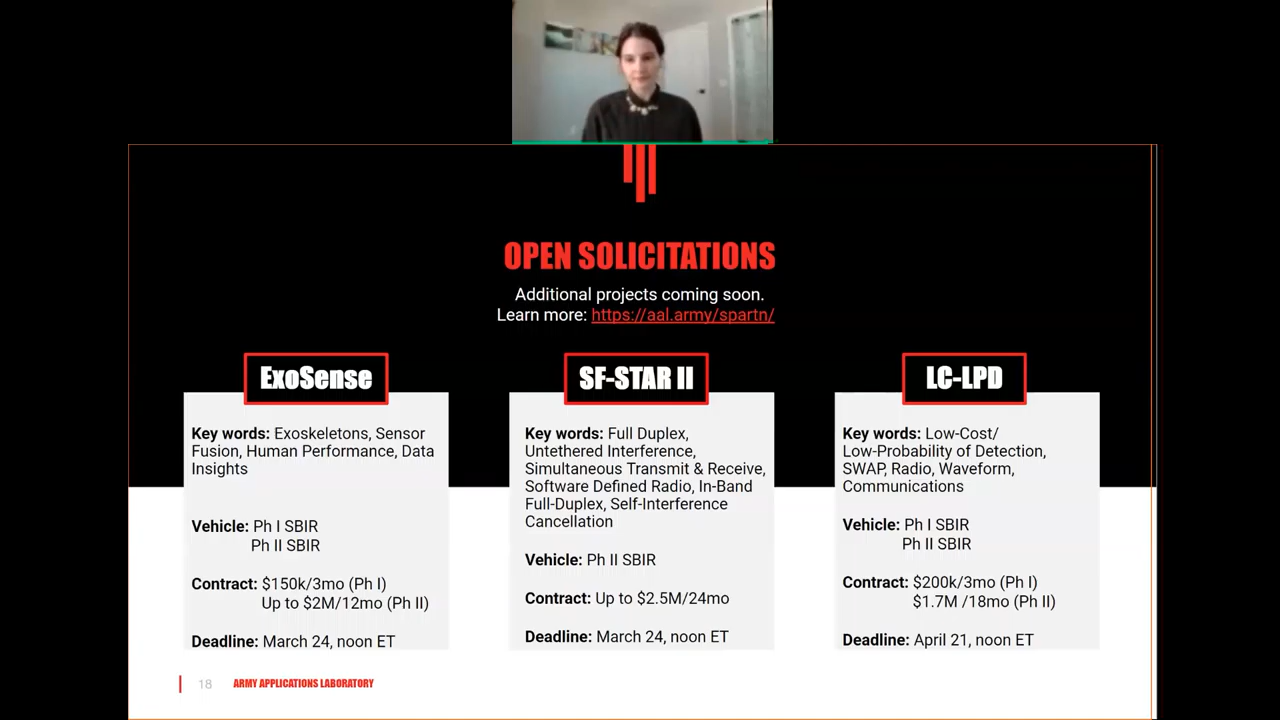 OPEN SOLICITATIONS
Additional projects coming soon.
Learn more: https://aal.army/spartn/
ExoSense
Key words: Exoskeletons, Sensor
Fusion, Human Performance, Data
Insights
Vehicle: Ph I SBIR
Ph II SBIR
Contract: $150k/3mo (Ph I)
Up to $2M/12mo (Ph II)
Deadline: March 24, noon ET
SF-STAR II
Key words: Full Duplex,
Untethered Interference,
Simultaneous Transmit & Receive,
Software Defined Radio, In-Band
Full-Duplex, Self-Interference
Cancellation
Vehicle: Ph II SBIR
Contract: Up to $2.5M/24mo
Deadline: March 24, noon ET
LC-LPD
Key words: Low-Cost/
Low-Probability of Detection,
SWAP, Radio, Waveform,
Communications
Vehicle: Ph I SBIR
Ph II SBIR
Contract: $200k/3mo (Ph I)
$1.7M /18mo (Ph II)
Deadline: April 21, noon ET
18 ARMY APPLICATIONS LABORATORY